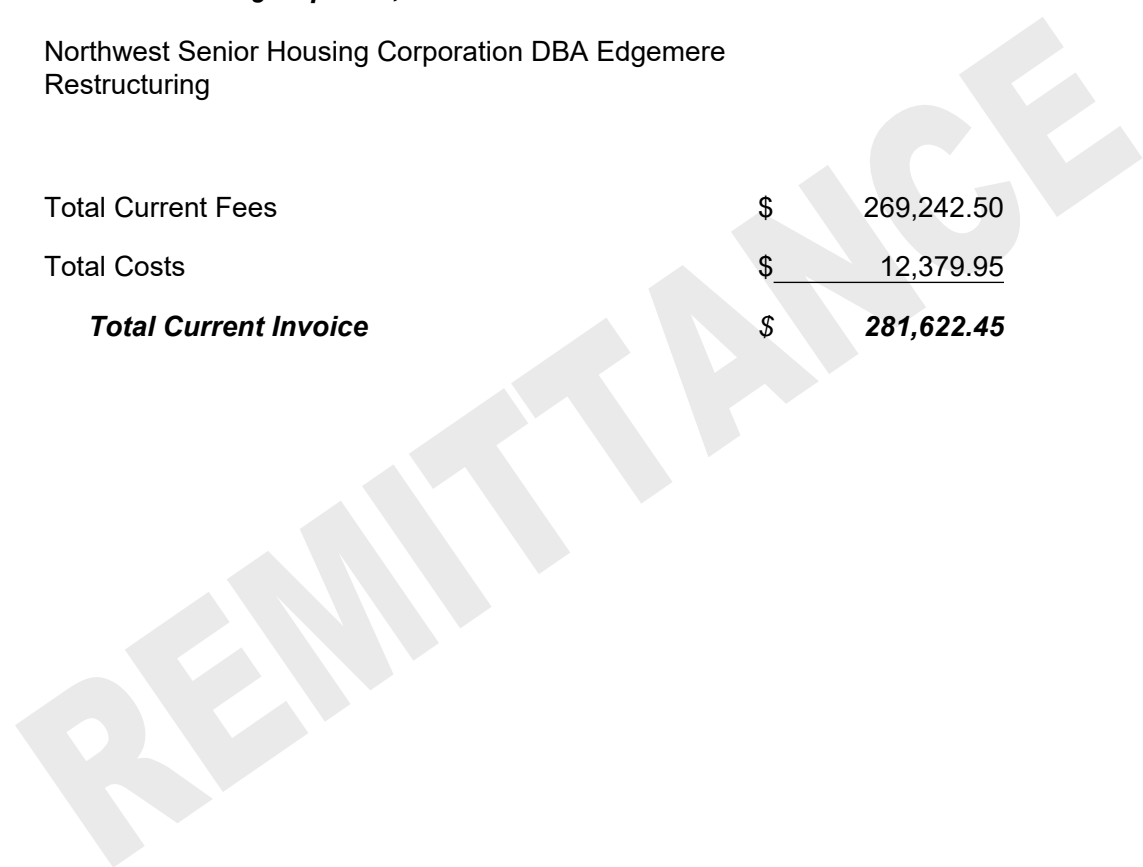 Northwest Senior Housing Corporation DBA Edgemere
Restructuring
Total Current Fees $ 269,242.50
Total Costs $ 12,379.95
Total Current Invoice $ 281,622.45
REMITTANCE